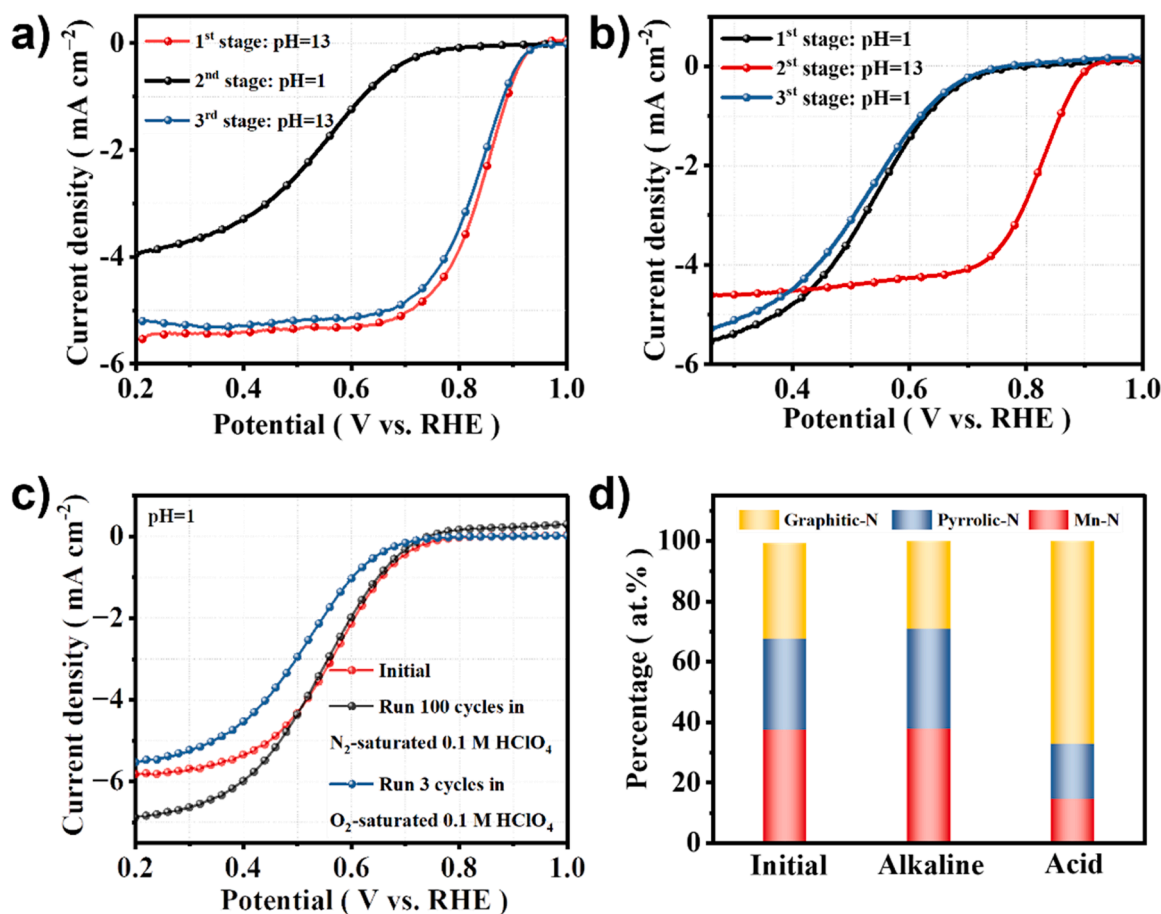 a)
1st stage: pH=13
2nd stage: pH=1
3rd stage: pH=13
0
-2
-4
-6
0.2 0.4 0.6 0.8 1.0
Potential ( V vs. RHE )
Current density ( mA cm−2 )
b)
1st stage: pH=1
2st stage: pH=13
3st stage: pH=1
0
-2
-4
-6
0.4 0.6 0.8 1.0
Potential ( V vs. RHE )
Current density ( mA cm−2 )
c)
pH=1
0
−2
−4
−6
Initial
Run 100 cycles in
N2-saturated 0.1 M HClO4
Run 3 cycles in
O2-saturated 0.1 M HClO4
0.2 0.4 0.6 0.8 1.0
Potential ( V vs. RHE )
Current density ( mA cm−2 )
d)
Graphitic-N Pyrrolic-N Mn-N
100
80
60
40
20
0
Initial Alkaline Acid
Percentage ( at.% )